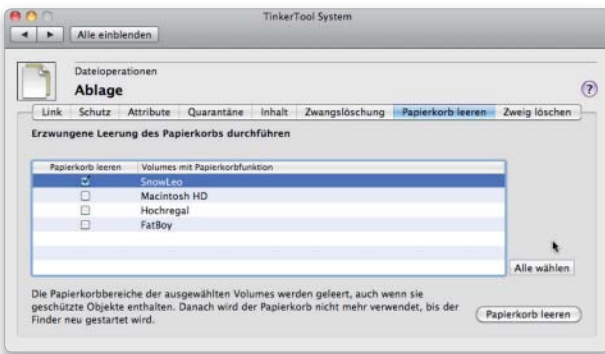 TinkerTool System
Alle einblenden
Dateioperationen
Ablage
?
Link Schutz Attribute Quarantäne Inhalt Zwangslöschung Papierkorb leeren Zweig löschen
Erzwungene Leerung des Papierkorbs durchführen
Papierkorb leeren Volumes mit Papierkorbfunktion
SnowLeo
Macintosh HD
Hochregal
FatBoy
Alle wählen
Die Papierkorbbereiche der ausgewählten Volumes werden geleert, auch wenn sie
geschützte Objekte enthalten. Danach wird der Papierkorb nicht mehr verwendet, bis der
Finder neu gestartet wird.
Papierkorb leeren